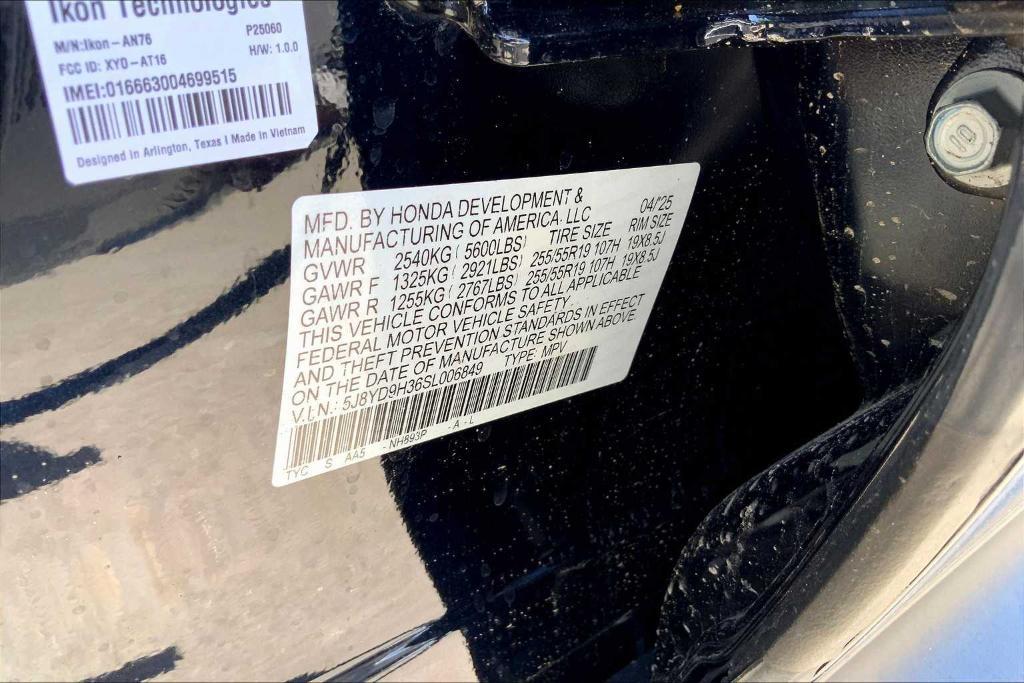 Ikon Technologies
P25060
M/N:Ikon-AN76
H/W: 1.0.0
FCC ID: XYO-AT16
IMEI:016663004699515
Designed in Arlington, Texas I Made in Vietnam
MFD. BY HONDA DEVELOPMENT & 04/'25
MANUFACTURING OF AMERICA. LLC
GVWR 2540KG ( 5600LBS) TIRE SIZE RIM SIZE
GAWR F 1325KG ( 2921LBS) 255/55R19 107H 19X8.5J
GAWR R 1255KG ( 2767LBS) 255/55R19 107H 19X8.5J
THIS VEHICLE CONFORMS TO ALL APPLICABLE
FEDERAL MOTOR VEHICLE SAFETY
AND THEFT PREVENTION STANDARDS IN EFFECT
ON THE DATE OF MANUFACTURE SHOWN ABOVE.
V.I.N.: 5J8YD9H36SL006849 TYPE: MPV
TYC S AA5 -NH893P -A-L
10